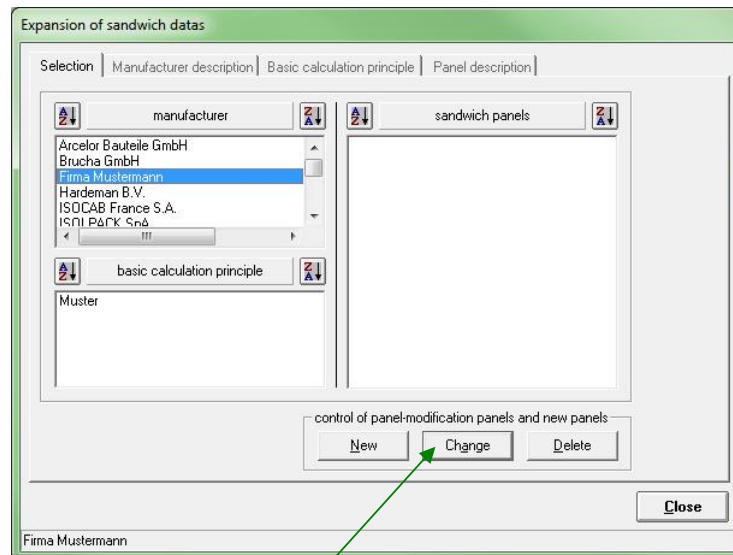 Expansion of sandwich datas
Selection
Manufacturer description
Basic calculation principle
Panel description
manufacturer
Arcelor Bauteile GmbH
Brucha GmbH
Firma Mustermann
Hardeman B.V.
ISOCAB France S.A.
ISOLPACK SpA
basic calculation principle
Muster
sandwich panels
control of panel-modification panels and new panels
New
Change
Delete
Close
Firma Mustermann